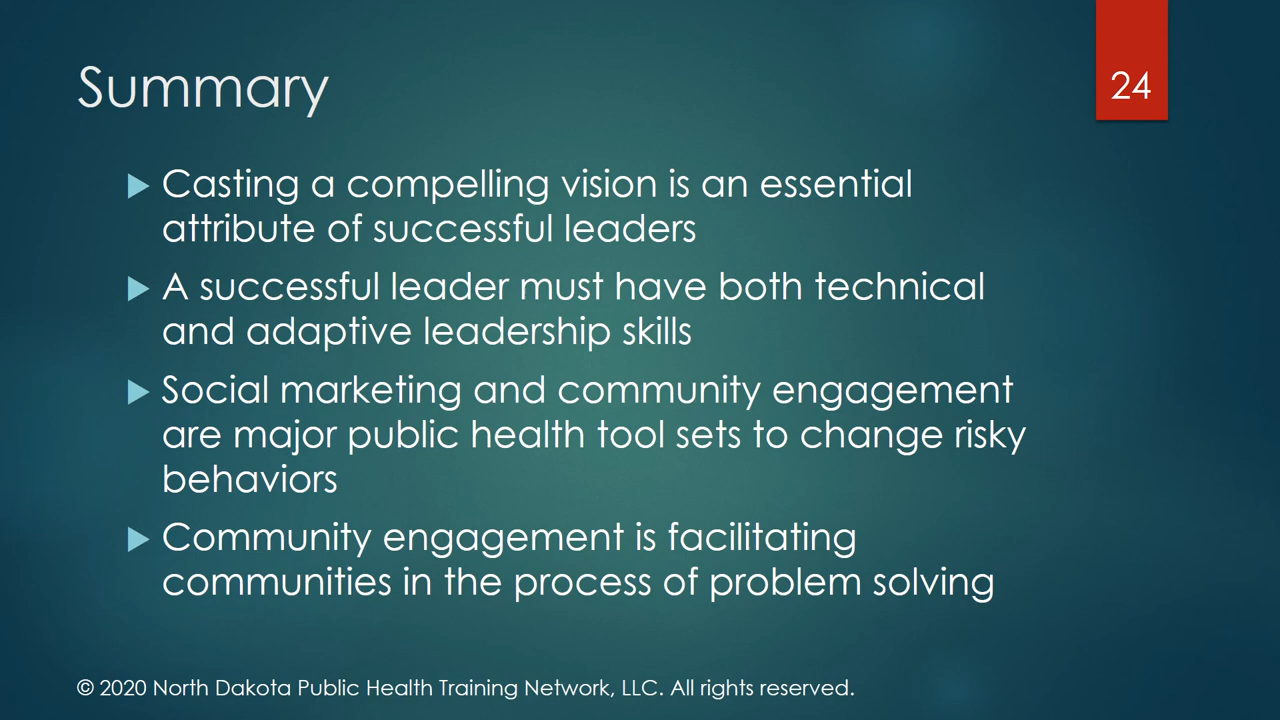 Summary
24
Casting a compelling vision is an essential
attribute of successful leaders
A successful leader must have both technical
and adaptive leadership skills
Social marketing and community engagement
are major public health tool sets to change risky
behaviors
Community engagement is facilitating
communities in the process of problem solving
© 2020 North Dakota Public Health Training Network, LLC. All rights reserved.